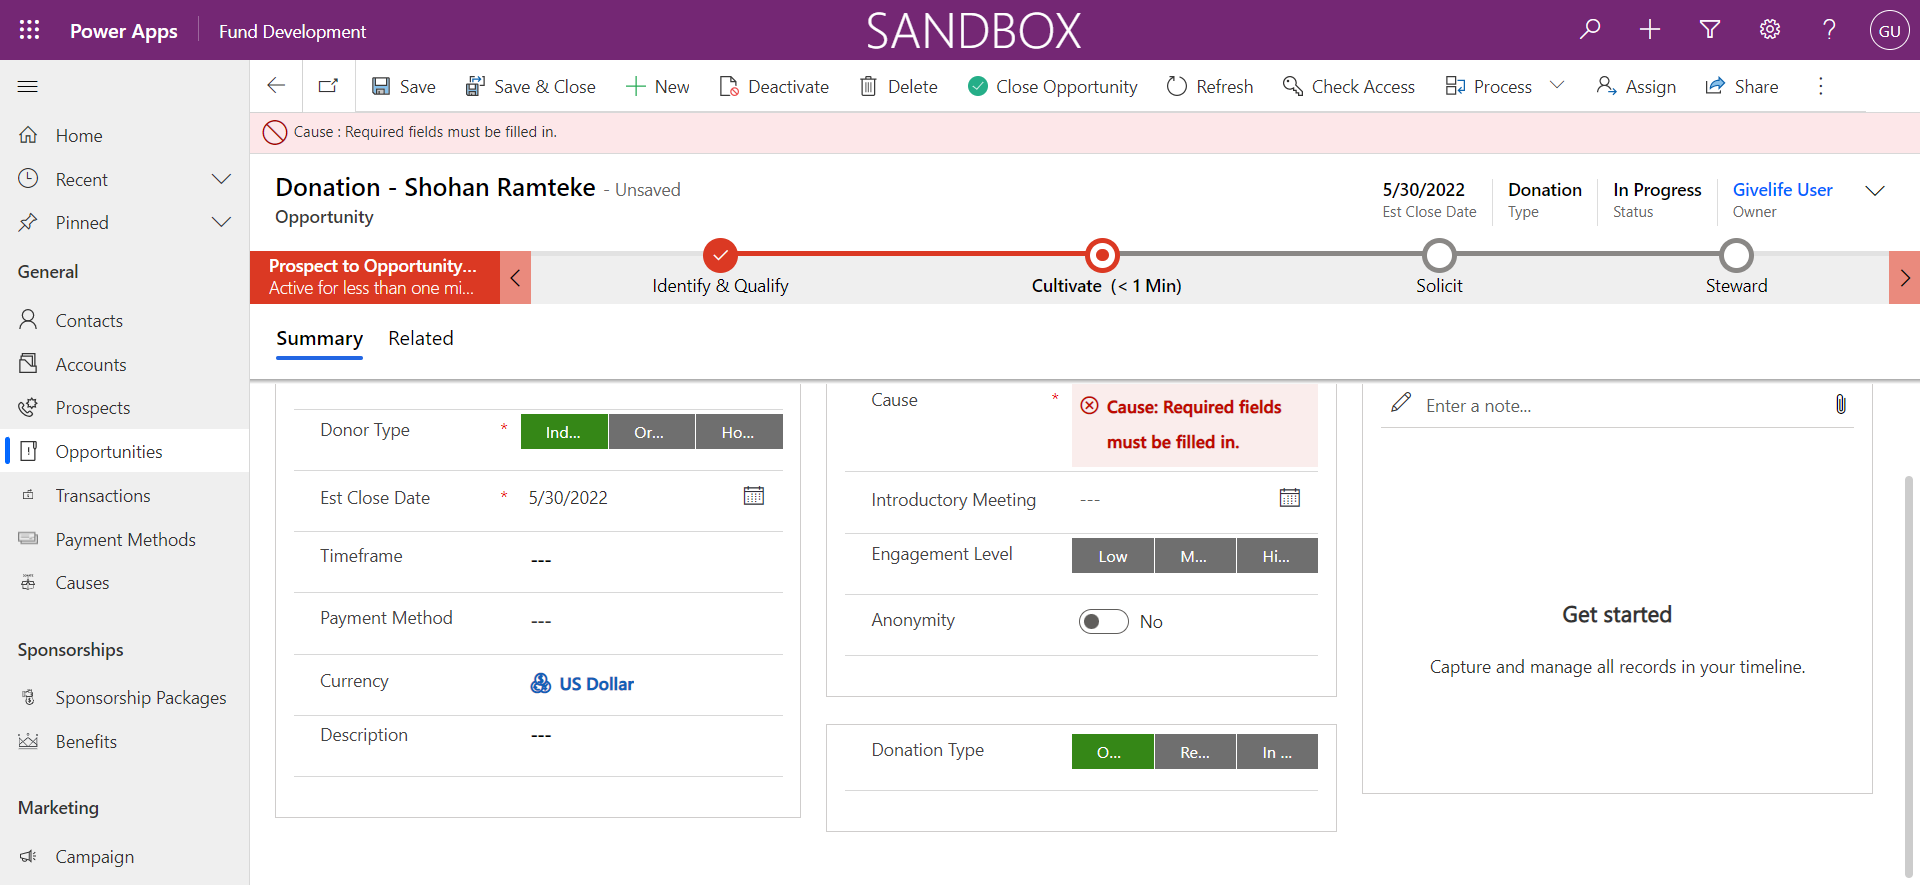 Power Apps
Fund Development
SANDBOX
GU
Save
Save & Close
New
Deactivate
Delete
Close Opportunity
Refresh
Check Access
Process
Assign
Share
Cause : Required fields must be filled in.
Home
Recent
Pinned
General
Contacts
Accounts
Prospects
Opportunities
Transactions
Payment Methods
Causes
Sponsorships
Sponsorship Packages
Benefits
Marketing
Campaign
Donation - Shohan Ramteke - Unsaved
Opportunity
5/30/2022
Est Close Date
Donation
Type
In Progress
Status
Givelife User
Owner
Prospect to Opportunity...
Active for less than one mi...
Identify & Qualify
Cultivate (< 1 Min)
Solicit
Steward
Summary
Related
Donor Type *
Ind...
Or...
Ho...
Est Close Date * 5/30/2022
Timeframe ---
Payment Method ---
Currency US Dollar
Description ---
Cause * Cause: Required fields
must be filled in.
Introductory Meeting ---
Engagement Level
Low
M...
Hi...
Anonymity No
Donation Type
O...
Re...
In ...
Enter a note...
Get started
Capture and manage all records in your timeline.